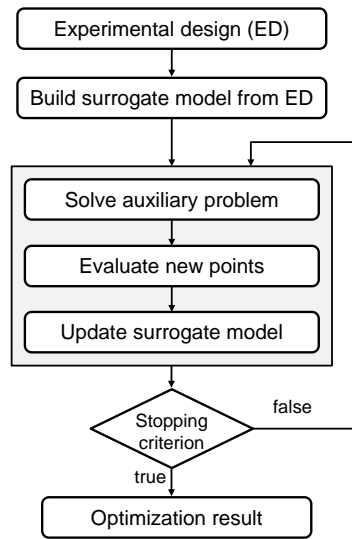 Experimental design (ED)
Build surrogate model from ED
Solve auxiliary problem
Evaluate new points
Update surrogate model
Stopping
criterion
false
true
Optimization result